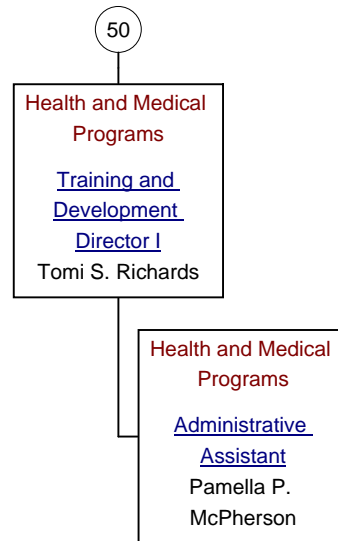 50
Health and Medical
Programs
Training and
Development
Director I
Tomi S. Richards
Health and Medical
Programs
Administrative
Assistant
Pamella P.
McPherson